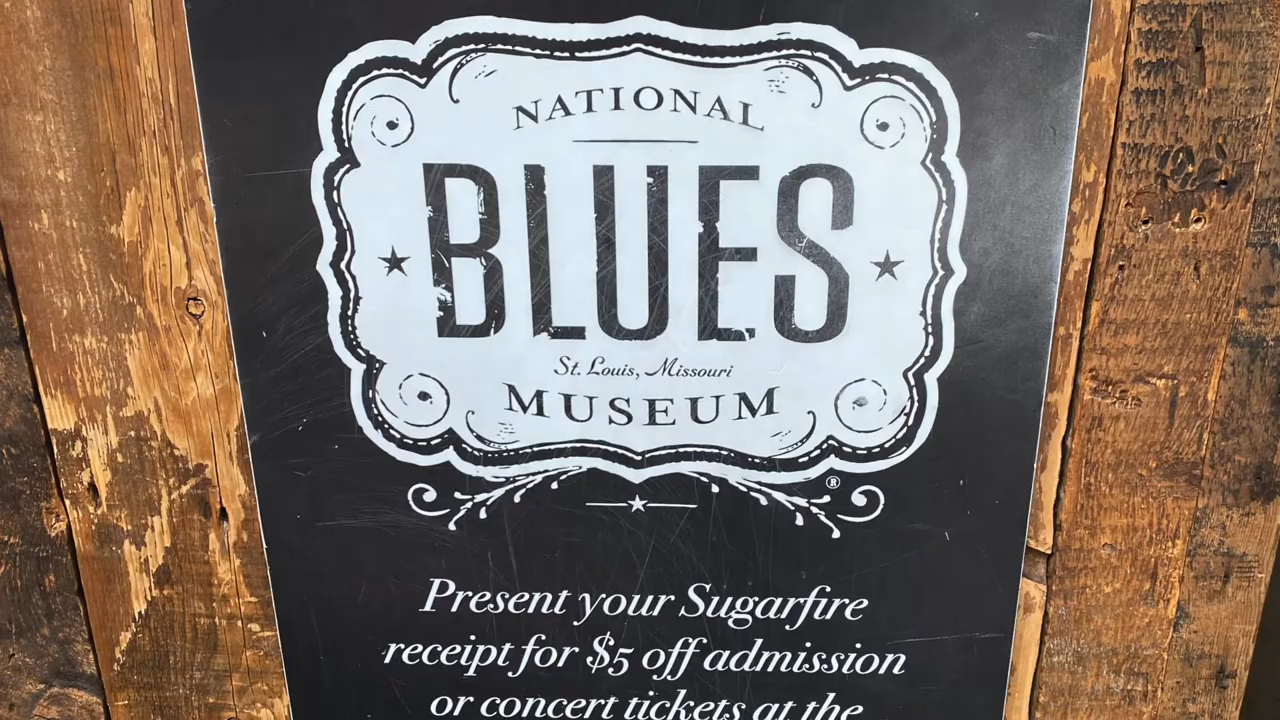 NATIONAL
BLUES
St. Louis, Missouri
MUSEUM
®
Present your Sugarfire
receipt for $5 off admission
or concert tickets at the